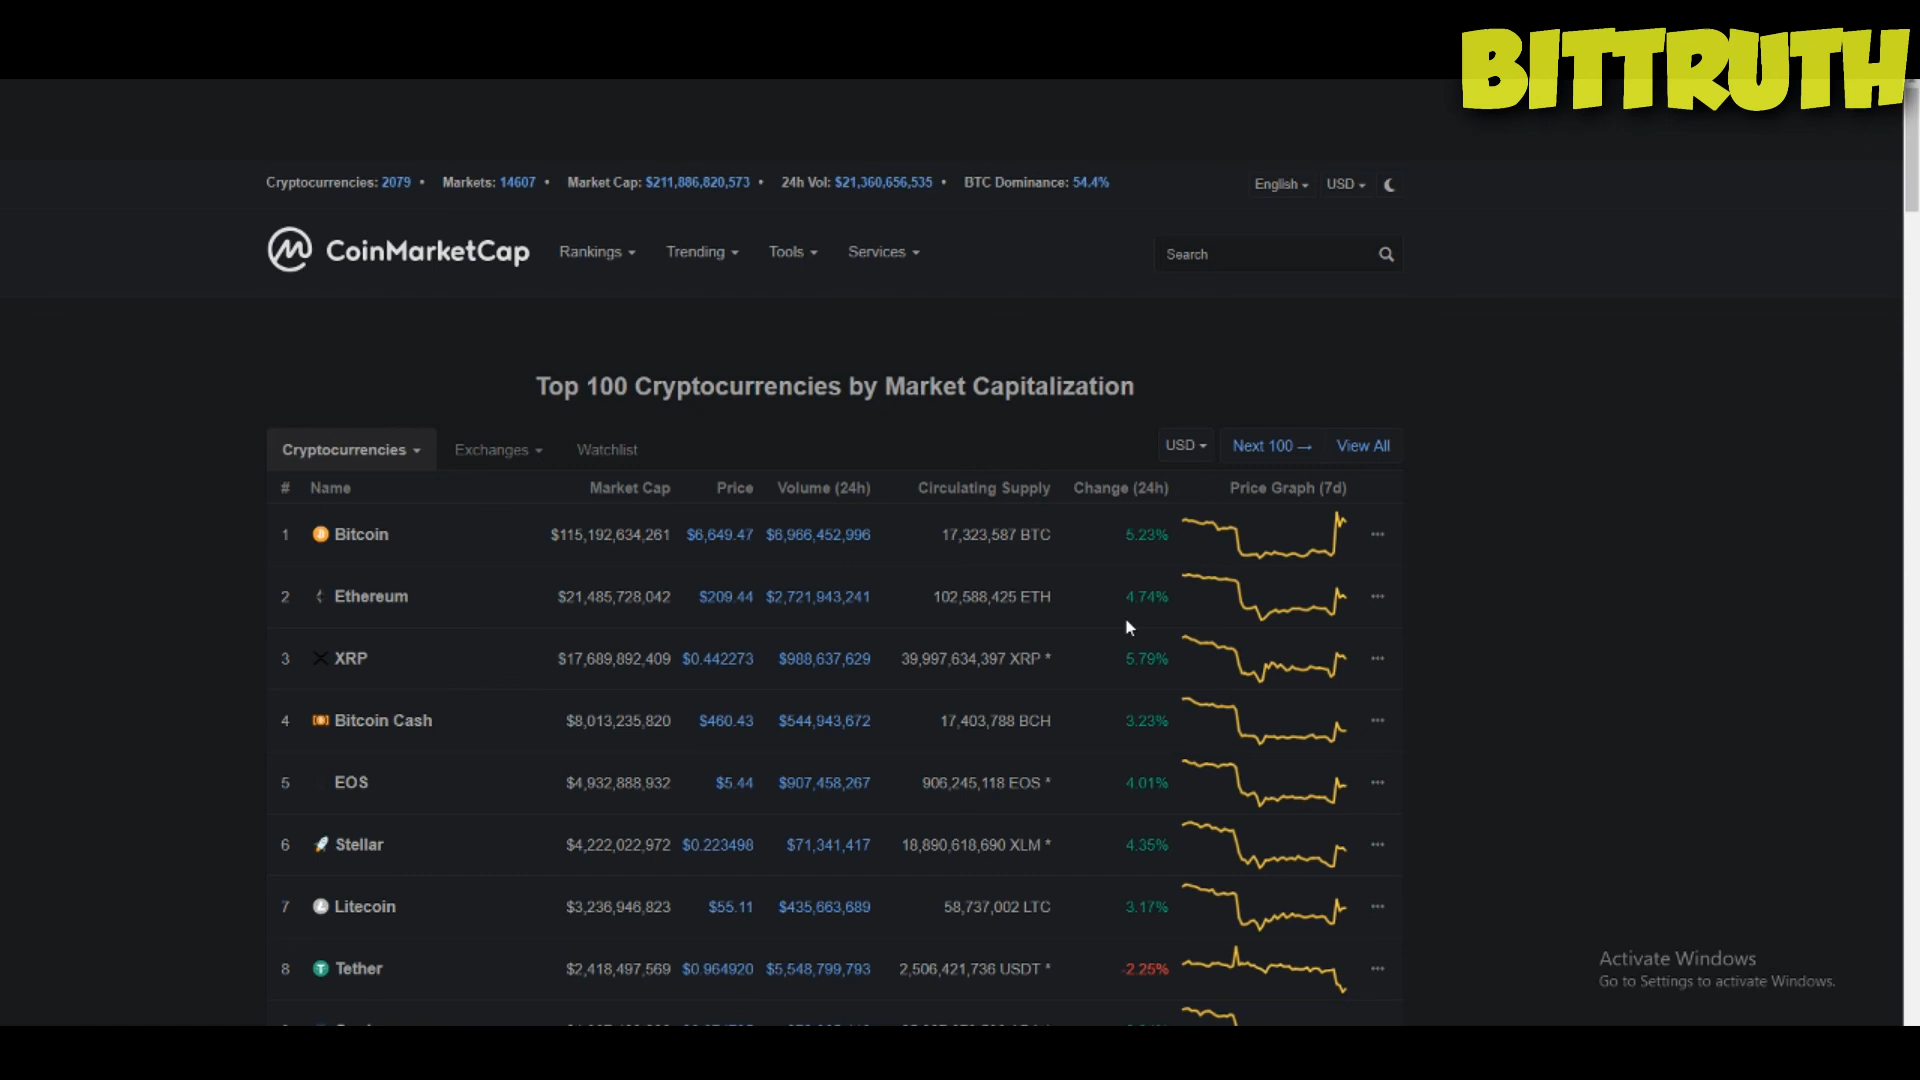 BITTRUTH
Cryptocurrencies: 2079 • Markets: 14607 • Market Cap: $211,886,820,573 • 24h Vol: $21,360,656,535 • BTC Dominance: 54.4% English USD
CoinMarketCap Rankings Trending Tools Services Search
Top 100 Cryptocurrencies by Market Capitalization
Cryptocurrencies Exchanges Watchlist USD Next 100 → View All
# Name Market Cap Price Volume (24h) Circulating Supply Change (24h) Price Graph (7d)
1 Bitcoin $115,192,634,261 $6,649.47 $6,966,452,996 17,323,587 BTC 5.23%
2 Ethereum $21,485,728,042 $209.44 $2,721,943,241 102,588,425 ETH 4.74%
3 XRP $17,689,892,409 $0.442273 $988,637,629 39,997,634,397 XRP * 5.79%
4 Bitcoin Cash $8,013,235,820 $460.43 $544,943,672 17,403,788 BCH 3.23%
5 EOS $4,932,888,932 $5.44 $907,458,267 906,245,118 EOS * 4.01%
6 Stellar $4,222,022,972 $0.223498 $71,341,417 18,890,618,690 XLM * 4.35%
7 Litecoin $3,236,946,823 $55.11 $435,663,689 58,737,002 LTC 3.17%
8 Tether $2,418,497,569 $0.964920 $5,548,799,793 2,506,421,736 USDT * -2.25%
Activate Windows
Go to Settings to activate Windows.